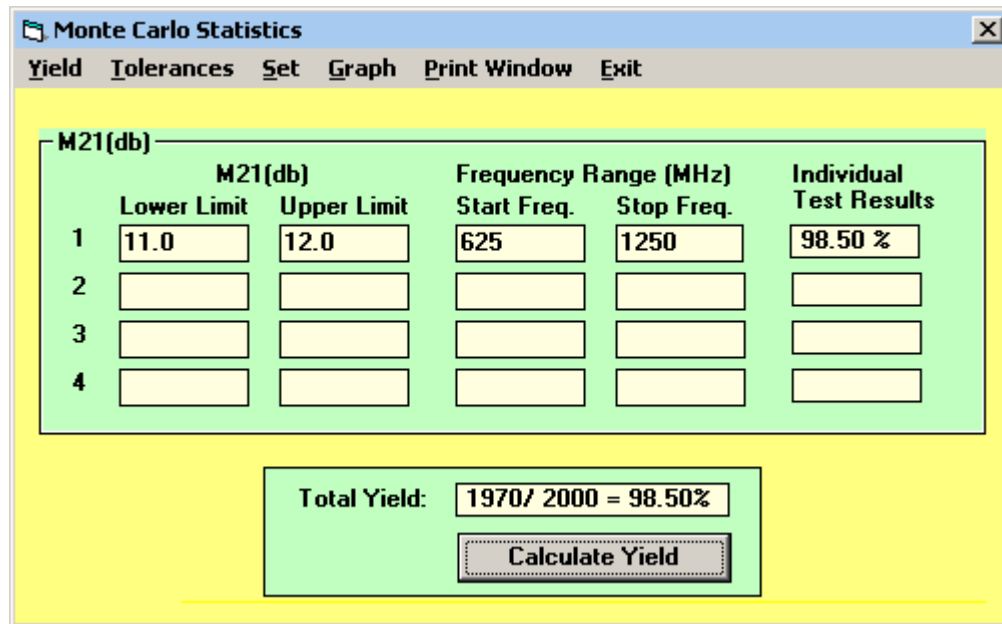 Monte Carlo Statistics
Yield Tolerances Set Graph Print Window Exit
M21(db)
M21(db) Frequency Range (MHz) Individual
Lower Limit Upper Limit Start Freq. Stop Freq. Test Results
1 11.0 12.0 625 1250 98.50 %
2
3
4
Total Yield: 1970/ 2000 = 98.50%
Calculate Yield